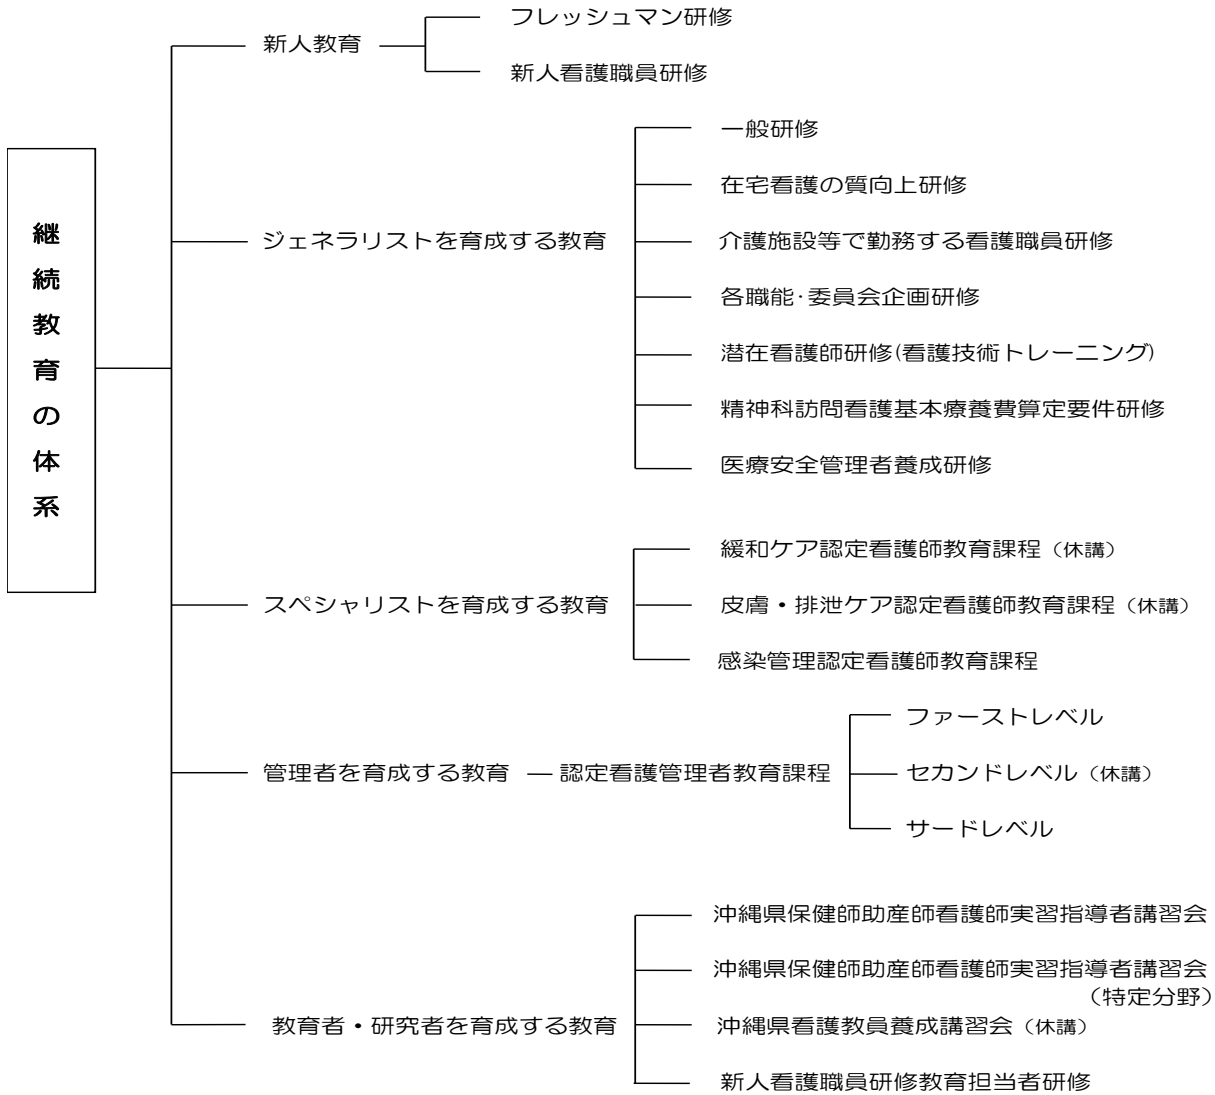 継続教育の体系
新人教育
フレッシュマン研修
新人看護職員研修
ジェネラリストを育成する教育
一般研修
在宅看護の質向上研修
介護施設等で勤務する看護職員研修
各職能・委員会企画研修
潜在看護師研修(看護技術トレーニング)
精神科訪問看護基本療養費算定要件研修
医療安全管理者養成研修
スペシャリストを育成する教育
緩和ケア認定看護師教育課程（休講）
皮膚・排泄ケア認定看護師教育課程（休講）
感染管理認定看護師教育課程
管理者を育成する教育
認定看護管理者教育課程
ファーストレベル
セカンドレベル（休講）
サードレベル
教育者・研究者を育成する教育
沖縄県保健師助産師看護師実習指導者講習会
沖縄県保健師助産師看護師実習指導者講習会
（特定分野）
沖縄県看護教員養成講習会（休講）
新人看護職員研修教育担当者研修